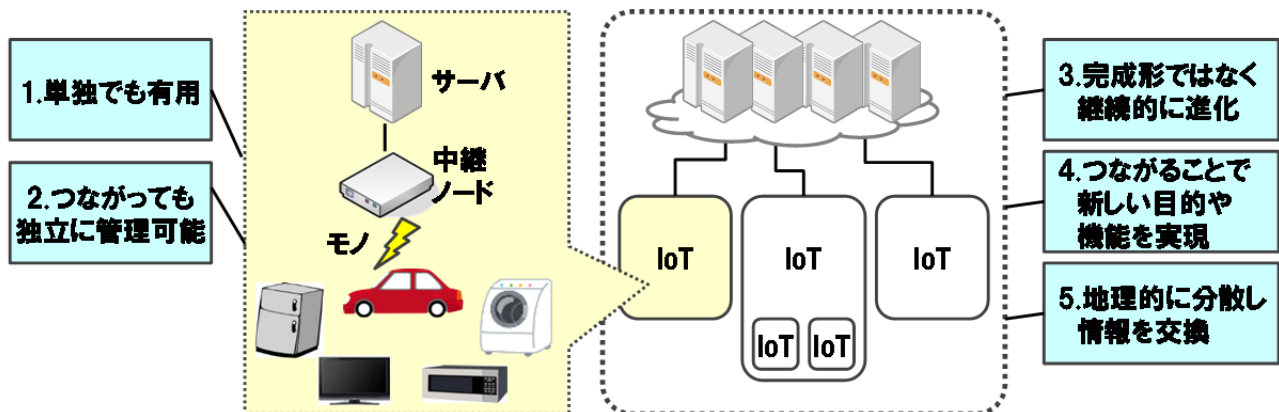 1.単独でも有用
2.つながっても
独立に管理可能
サーバ
中継
ノード
モノ
IoT
IoT
IoT
IoT
IoT
3.完成形ではなく
継続的に進化
4.つながることで
新しい目的や
機能を実現
5.地理的に分散し
情報を交換